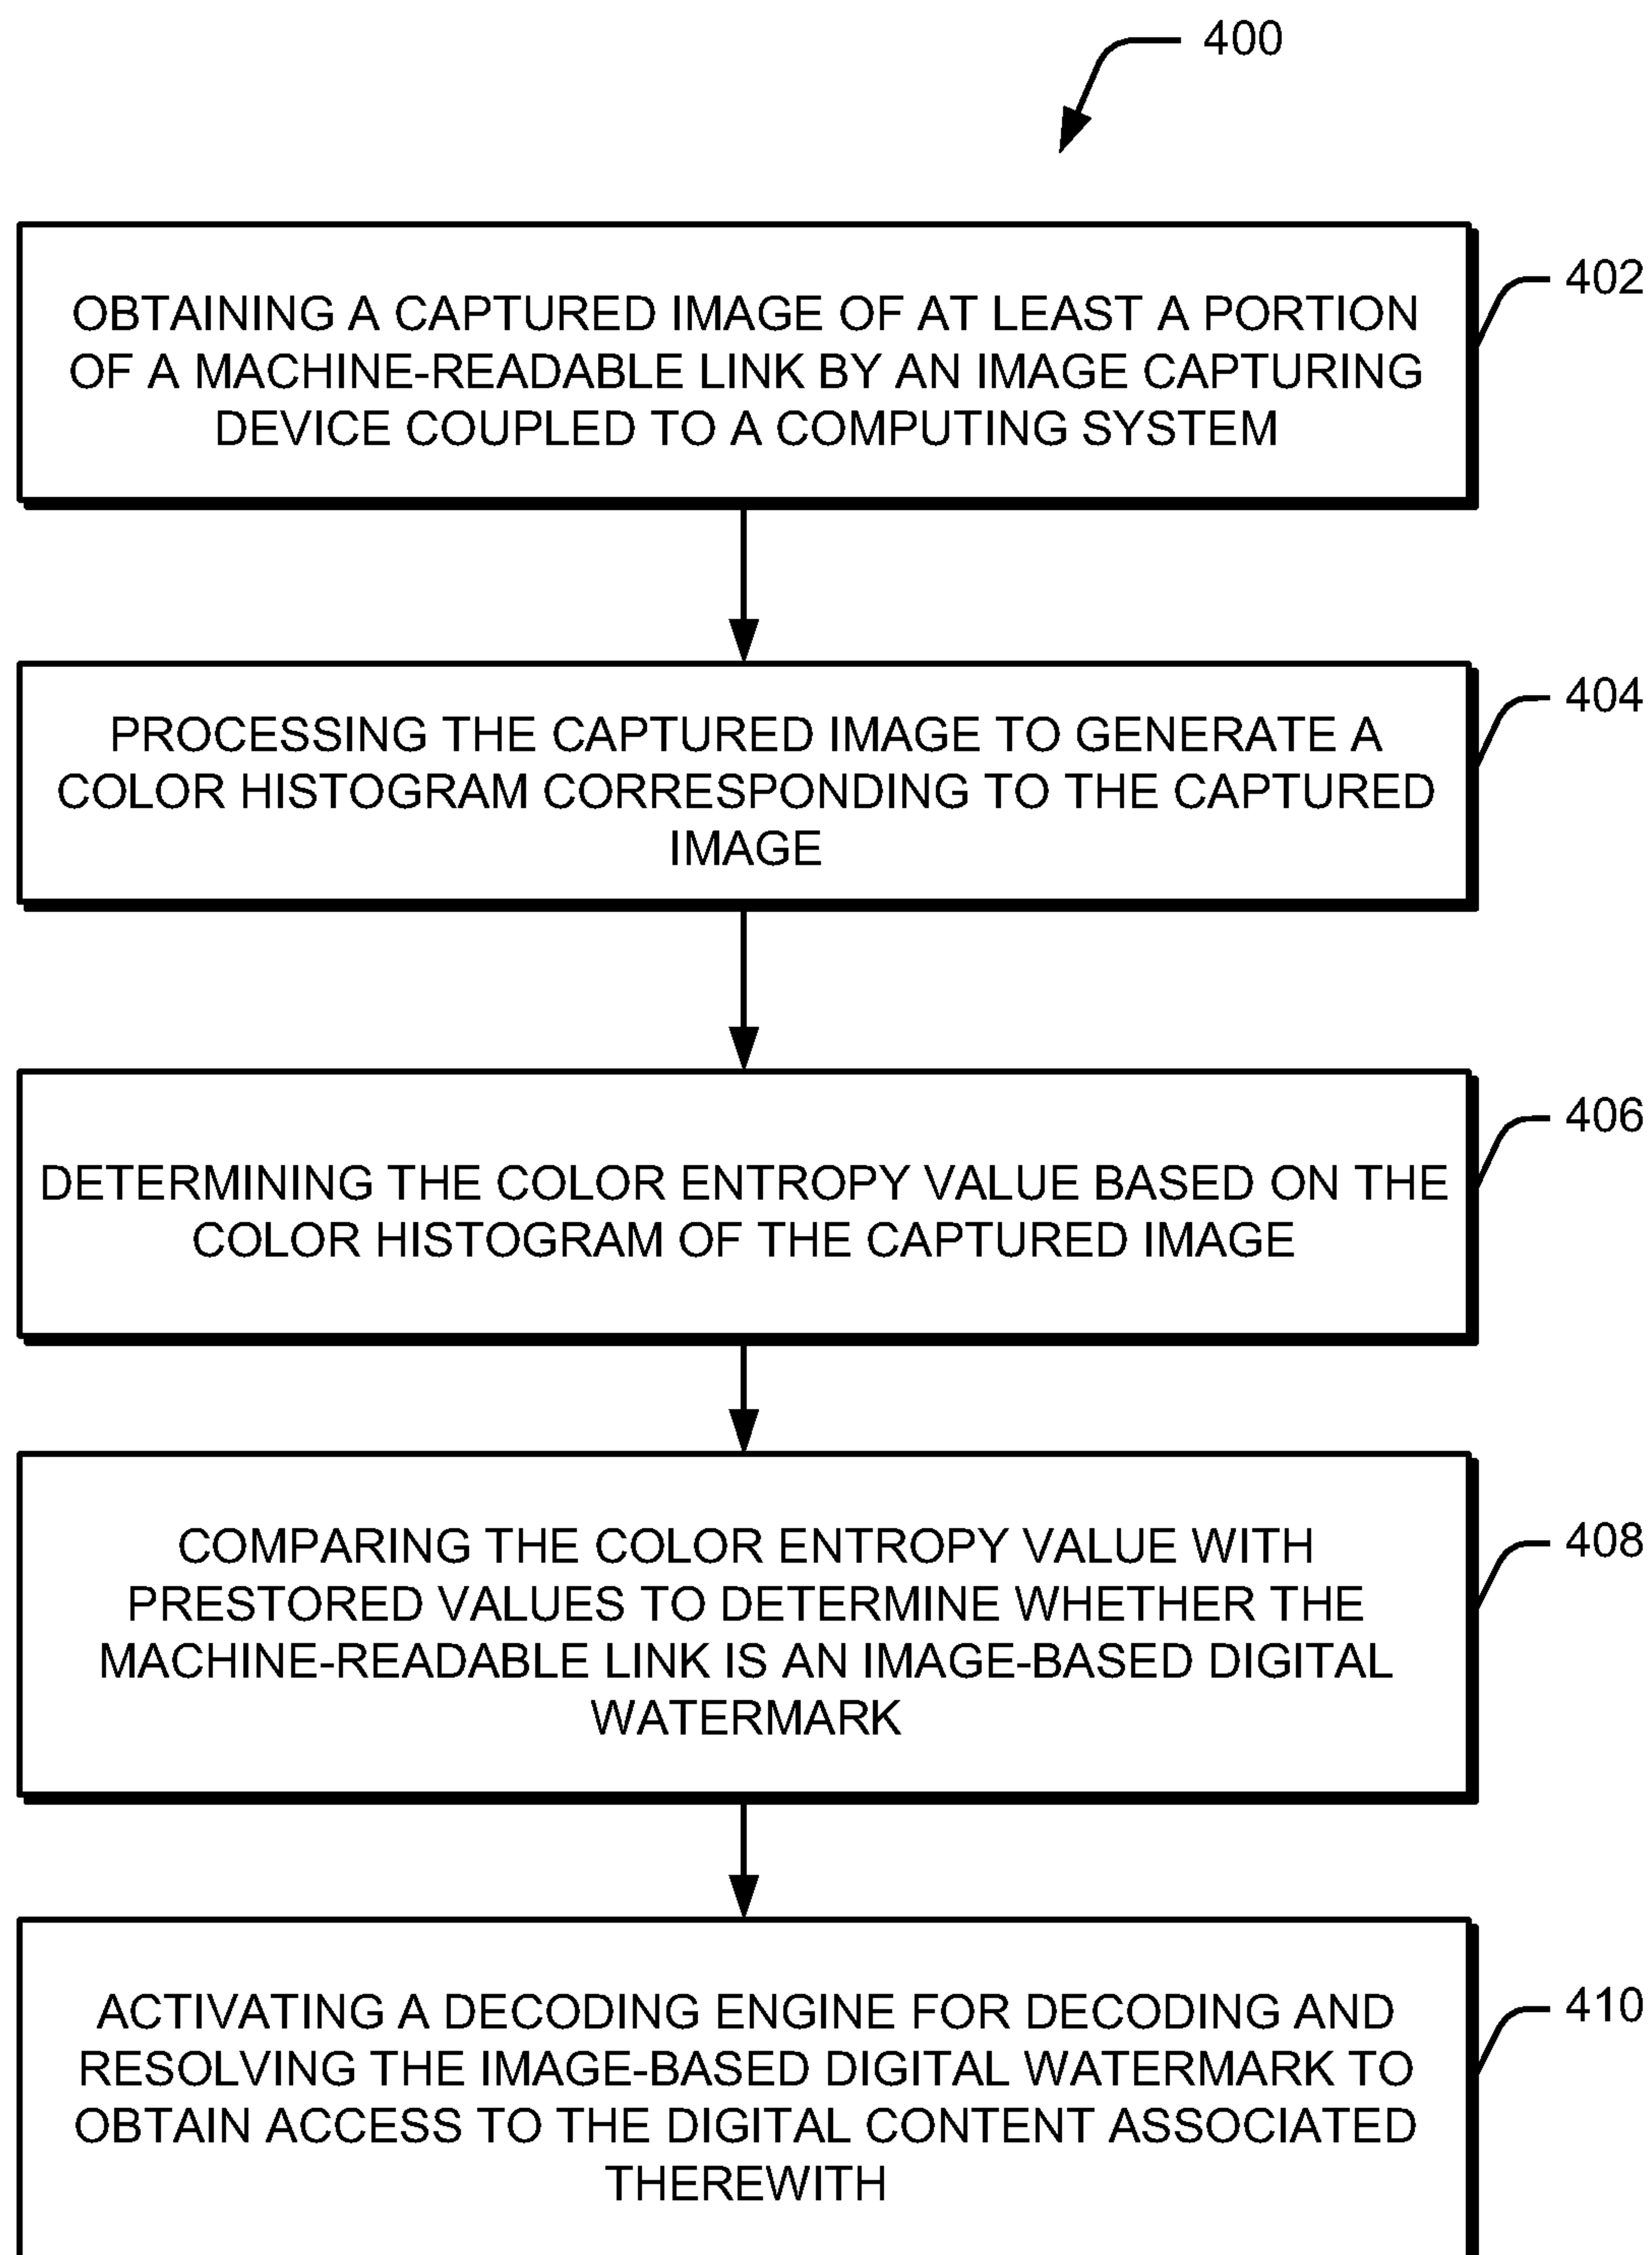 400
OBTAINING A CAPTURED IMAGE OF AT LEAST A PORTION
OF A MACHINE-READABLE LINK BY AN IMAGE CAPTURING
DEVICE COUPLED TO A COMPUTING SYSTEM
402
PROCESSING THE CAPTURED IMAGE TO GENERATE A
COLOR HISTOGRAM CORRESPONDING TO THE CAPTURED
IMAGE
404
DETERMINING THE COLOR ENTROPY VALUE BASED ON THE
COLOR HISTOGRAM OF THE CAPTURED IMAGE
406
COMPARING THE COLOR ENTROPY VALUE WITH
PRESTORED VALUES TO DETERMINE WHETHER THE
MACHINE-READABLE LINK IS AN IMAGE-BASED DIGITAL
WATERMARK
408
ACTIVATING A DECODING ENGINE FOR DECODING AND
RESOLVING THE IMAGE-BASED DIGITAL WATERMARK TO
OBTAIN ACCESS TO THE DIGITAL CONTENT ASSOCIATED
THEREWITH
410